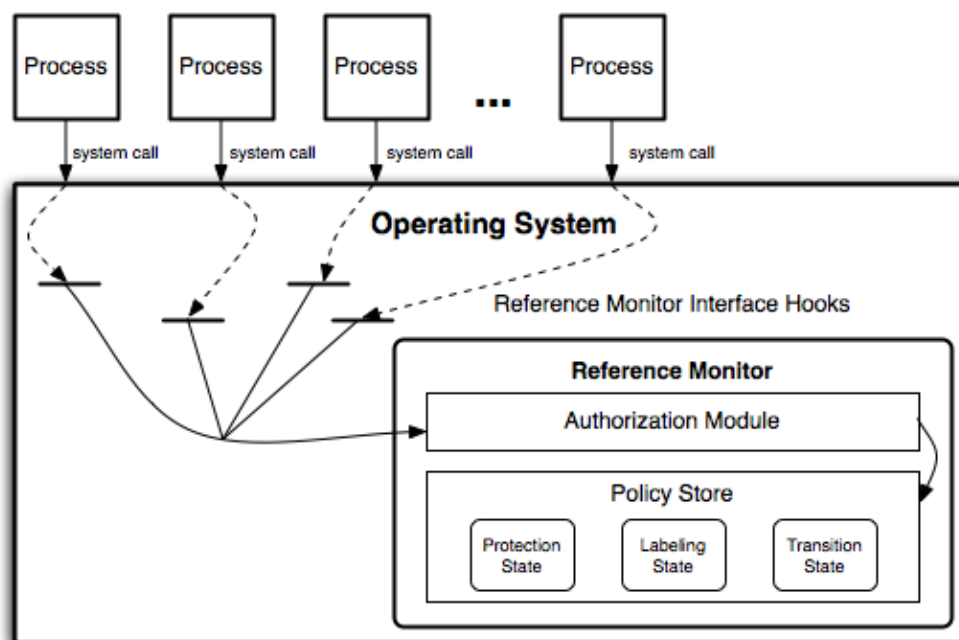 Process
Process
Process
...
Process
system call
system call
system call
system call
Operating System
Reference Monitor Interface Hooks
Reference Monitor
Authorization Module
Policy Store
Protection
State
Labeling
State
Transition
State